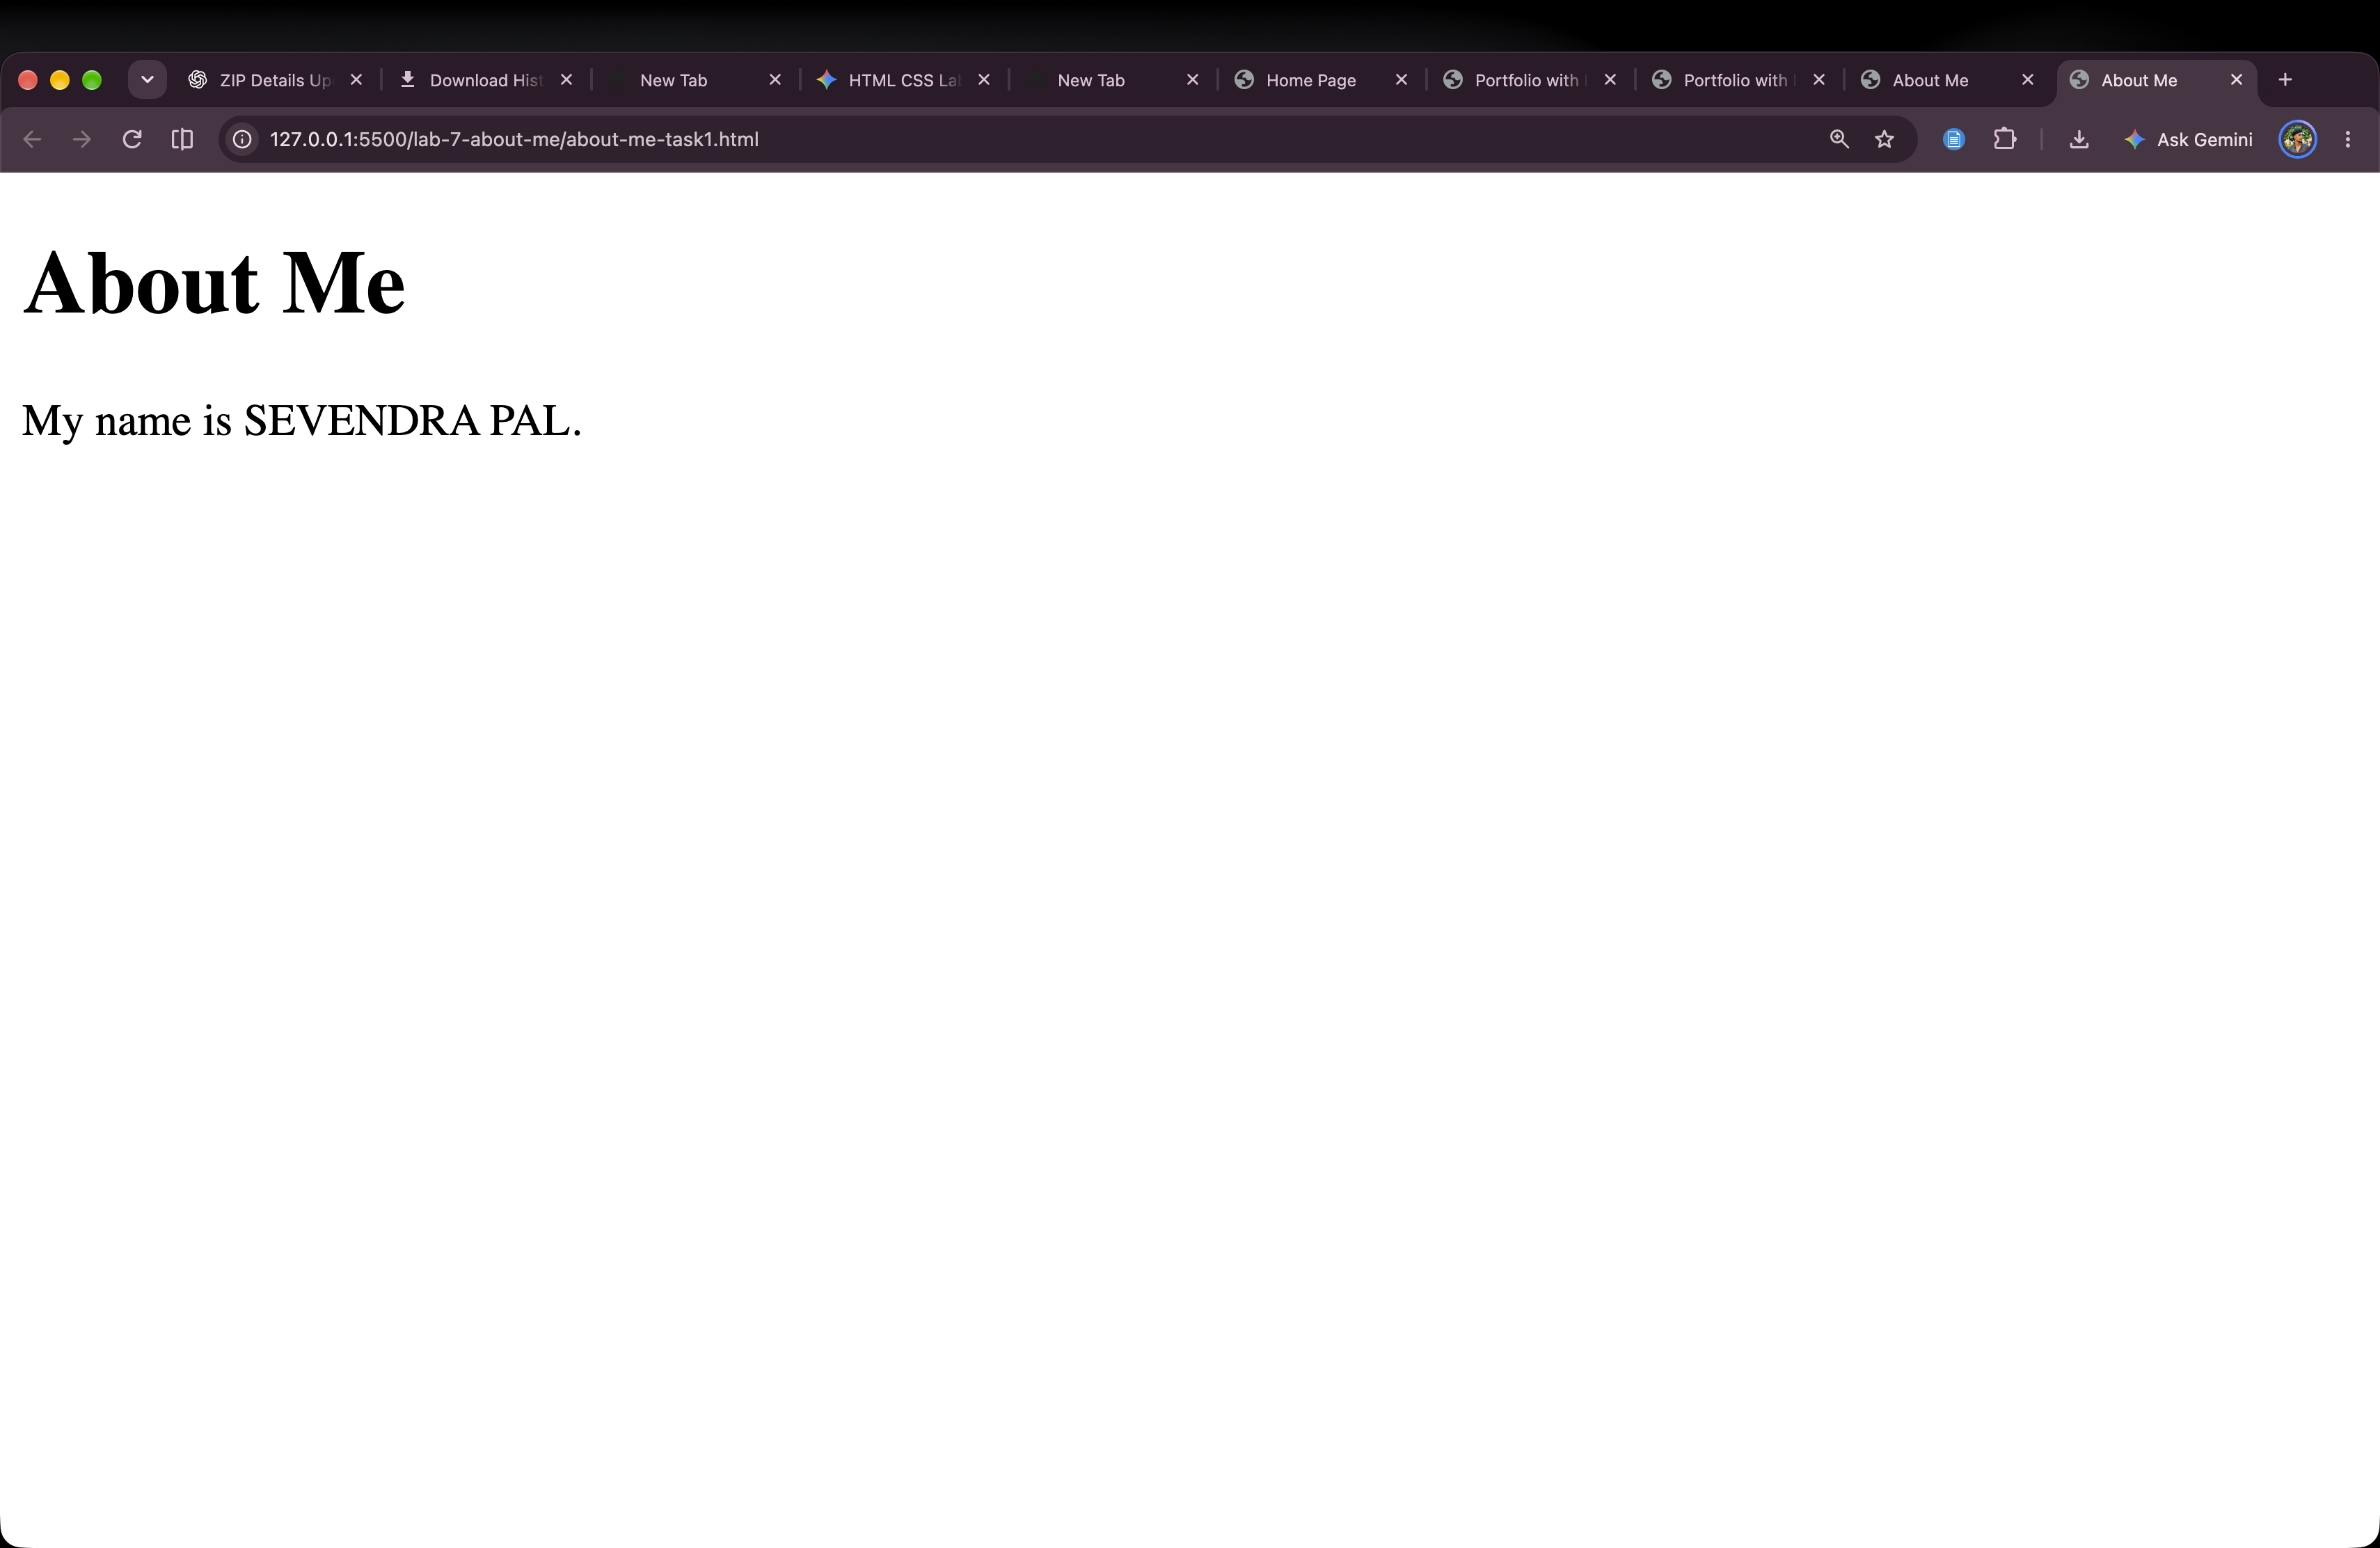 ZIP Details Up
Download Hist
New Tab
HTML CSS La
New Tab
Home Page
Portfolio with
Portfolio with
About Me
About Me
127.0.0.1:5500/lab-7-about-me/about-me-task1.html
Ask Gemini
About Me
My name is SEVENDRA PAL.